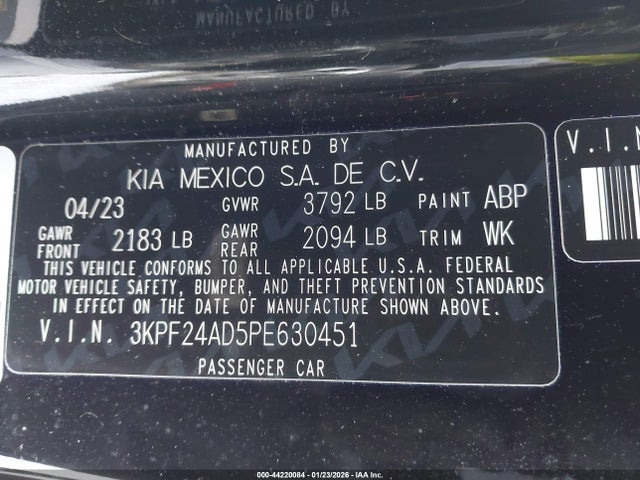 MANUFACTURED BY
KIA MEXICO S.A. DE C.V.
04/23 GVWR 3792 LB PAINT ABP
GAWR FRONT 2183 LB GAWR REAR 2094 LB TRIM WK
THIS VEHICLE CONFORMS TO ALL APPLICABLE U.S.A. FEDERAL
MOTOR VEHICLE SAFETY, BUMPER, AND THEFT PREVENTION STANDARDS
IN EFFECT ON THE DATE OF MANUFACTURE SHOWN ABOVE.
V.I.N. 3KPF24AD5PE630451
PASSENGER CAR
V.I.N
000-44220084 | 01/23/2026 - © IAA Inc.